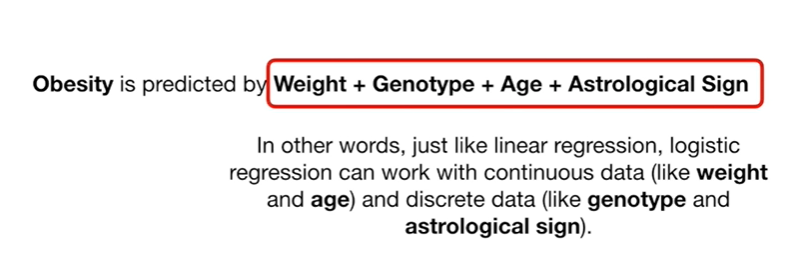 Obesity is predicted by Weight + Genotype + Age + Astrological Sign
In other words, just like linear regression, logistic
regression can work with continuous data (like weight
and age) and discrete data (like genotype and
astrological sign).